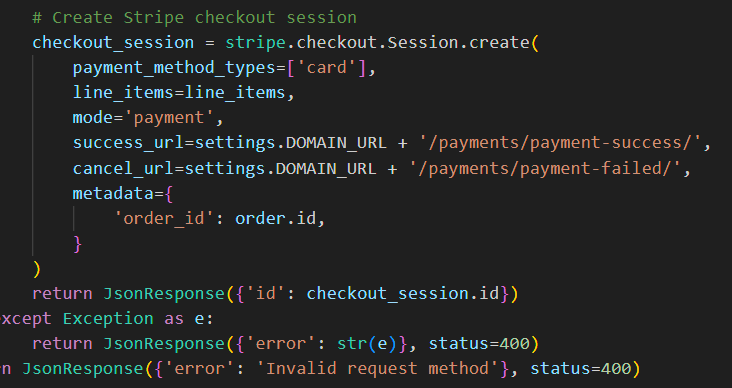 # Create Stripe checkout session
checkout_session = stripe.checkout.Session.create(
payment_method_types=['card'],
line_items=line_items,
mode='payment',
success_url=settings.DOMAIN_URL + '/payments/payment-success/',
cancel_url=settings.DOMAIN_URL + '/payments/payment-failed/',
metadata={
'order_id': order.id,
}
)
return JsonResponse({'id': checkout_session.id})
xcept Exception as e:
return JsonResponse({'error': str(e)}, status=400)
n JsonResponse({'error': 'Invalid request method'}, status=400)